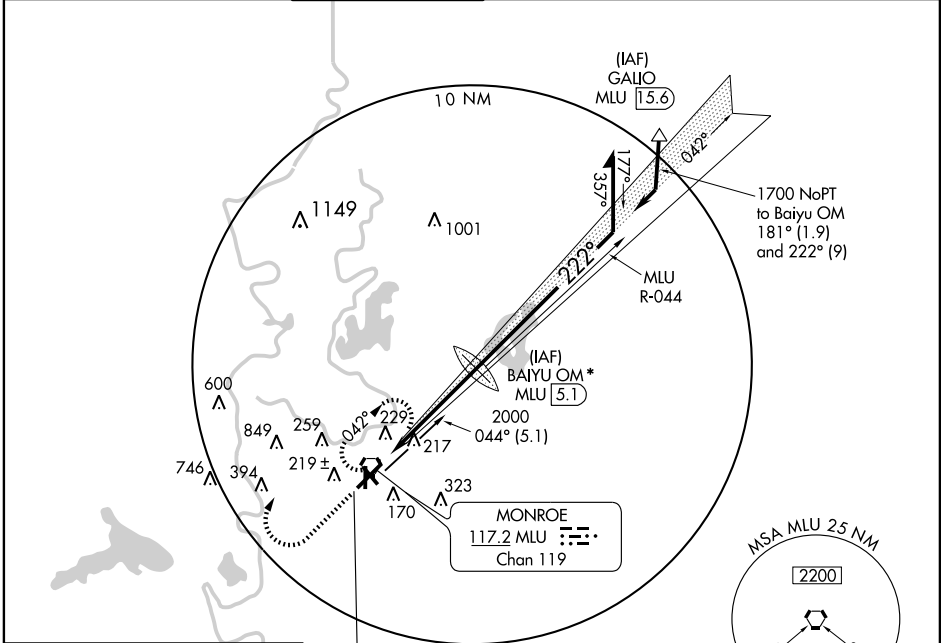 (IAF)
GALIO
MLU 15.6
10 NM
042°
177°
357°
1700 NoPT
to Baiyu OM
181° (1.9)
and 222° (9)
1149
1001
222°
MLU
R-044
(IAF)
BAIYU OM*
MLU 5.1
600
2000
044° (5.1)
849
259
042°
229
217
746
394
219 ±
170
323
MONROE
117.2 MLU
Chan 119
MSA MLU 25 NM
2200